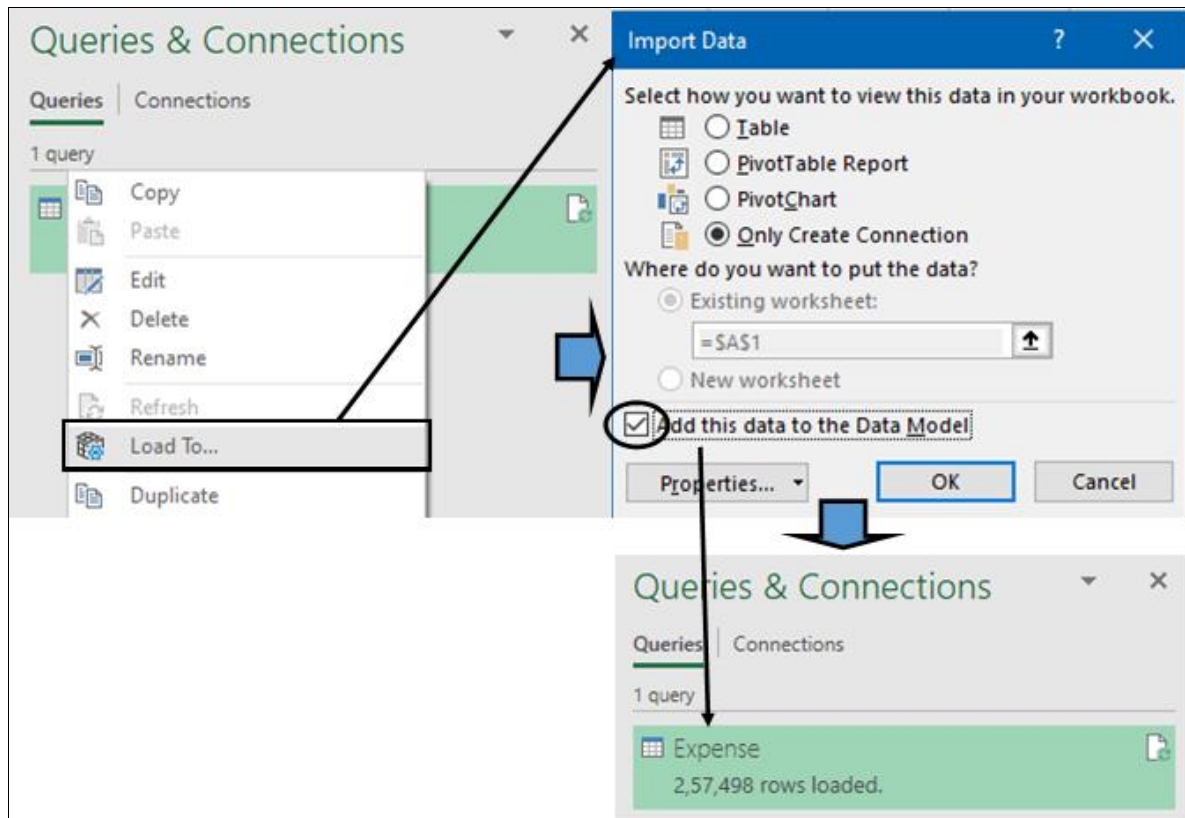 Queries & Connections
Queries | Connections
1 query
Copy
Paste
Edit
Delete
Rename
Refresh
Load To...
Duplicate
Import Data ?
Select how you want to view this data in your workbook.
Table
PivotTable Report
PivotChart
Only Create Connection
Where do you want to put the data?
Existing worksheet:
=$A$1
New worksheet
Add this data to the Data Model
Properties... OK Cancel
Queries & Connections
Queries | Connections
1 query
Expense
2,57,498 rows loaded.